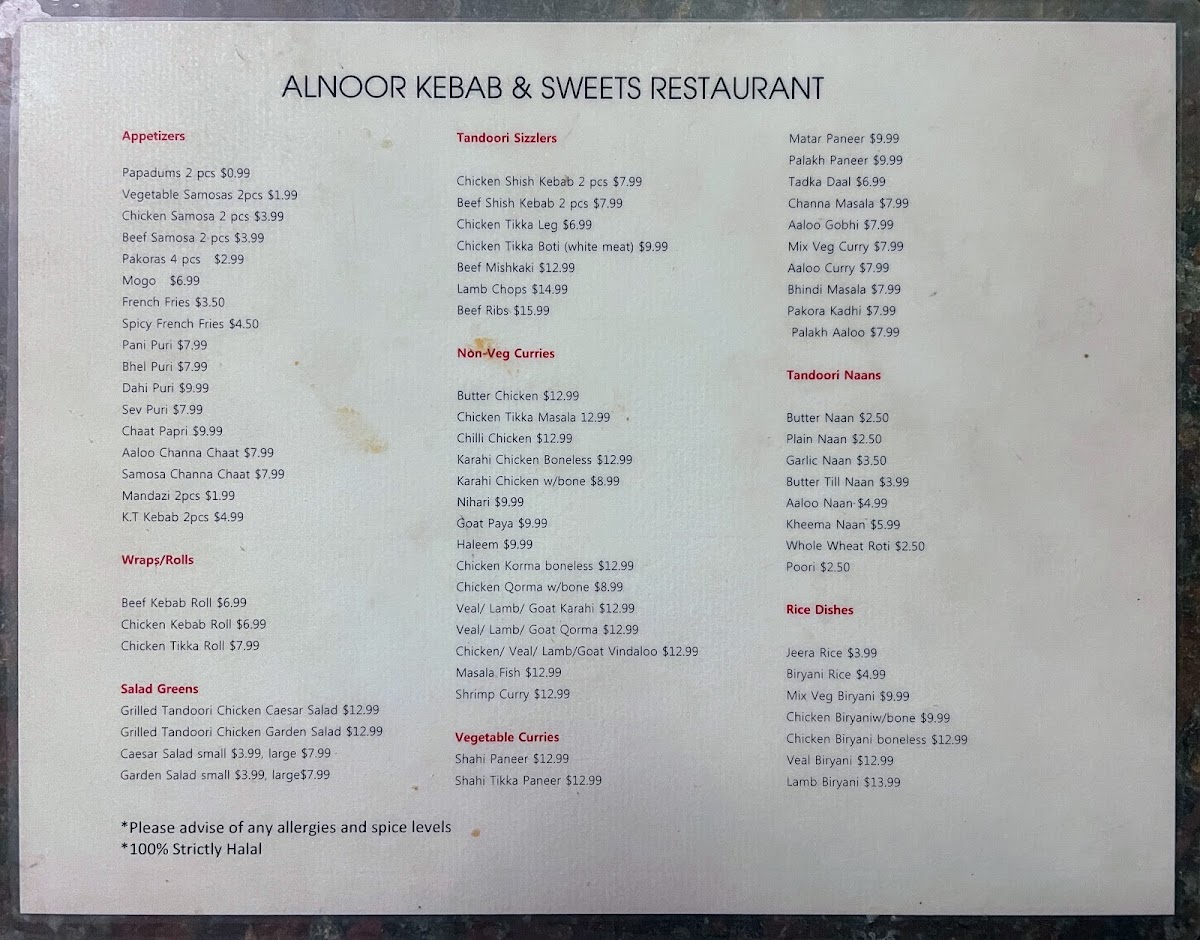 ALNOOR KEBAB & SWEETS RESTAURANT
Appetizers
Papadums 2 pcs $0.99
Vegetable Samosas 2pcs $1.99
Chicken Samosa 2 pcs $3.99
Beef Samosa 2 pcs $3.99
Pakoras 4 pcs $2.99
Mogo $6.99
French Fries $3.50
Spicy French Fries $4.50
Pani Puri $7.99
Bhel Puri $7.99
Dahi Puri $9.99
Sev Puri $7.99
Chaat Papri $9.99
Aaloo Channa Chaat $7.99
Samosa Channa Chaat $7.99
Mandazi 2pcs $1.99
K.T Kebab 2pcs $4.99
Wraps/Rolls
Beef Kebab Roll $6.99
Chicken Kebab Roll $6.99
Chicken Tikka Roll $7.99
Salad Greens
Grilled Tandoori Chicken Caesar Salad $12.99
Grilled Tandoori Chicken Garden Salad $12.99
Caesar Salad small $3.99, large $7.99
Garden Salad small $3.99, large$7.99
Tandoori Sizzlers
Chicken Shish Kebab 2 pcs $7.99
Beef Shish Kebab 2 pcs $7.99
Chicken Tikka Leg $6.99
Chicken Tikka Boti (white meat) $9.99
Beef Mishkaki $12.99
Lamb Chops $14.99
Beef Ribs $15.99
Non-Veg Curries
Butter Chicken $12.99
Chicken Tikka Masala 12.99
Chilli Chicken $12.99
Karahi Chicken Boneless $12.99
Karahi Chicken w/bone $8.99
Nihari $9.99
Goat Paya $9.99
Haleem $9.99
Chicken Korma boneless $12.99
Chicken Qorma w/bone $8.99
Veal/ Lamb/ Goat Karahi $12.99
Veal/ Lamb/ Goat Qorma $12.99
Chicken/ Veal/ Lamb/Goat Vindaloo $12.99
Masala Fish $12.99
Shrimp Curry $12.99
Vegetable Curries
Shahi Paneer $12.99
Shahi Tikka Paneer $12.99
Matar Paneer $9.99
Palakh Paneer $9.99
Tadka Daal $6.99
Channa Masala $7.99
Aaloo Gobhi $7.99
Mix Veg Curry $7.99
Aaloo Curry $7.99
Bhindi Masala $7.99
Pakora Kadhi $7.99
Palakh Aaloo $7.99
Tandoori Naans
Butter Naan $2.50
Plain Naan $2.50
Garlic Naan $3.50
Butter Till Naan $3.99
Aaloo Naan $4.99
Kheema Naan $5.99
Whole Wheat Roti $2.50
Poori $2.50
Rice Dishes
Jeera Rice $3.99
Biryani Rice $4.99
Mix Veg Biryani $9.99
Chicken Biryaniw/bone $9.99
Chicken Biryani boneless $12.99
Veal Biryani $12.99
Lamb Biryani $13.99
*Please advise of any allergies and spice levels
*100% Strictly Halal